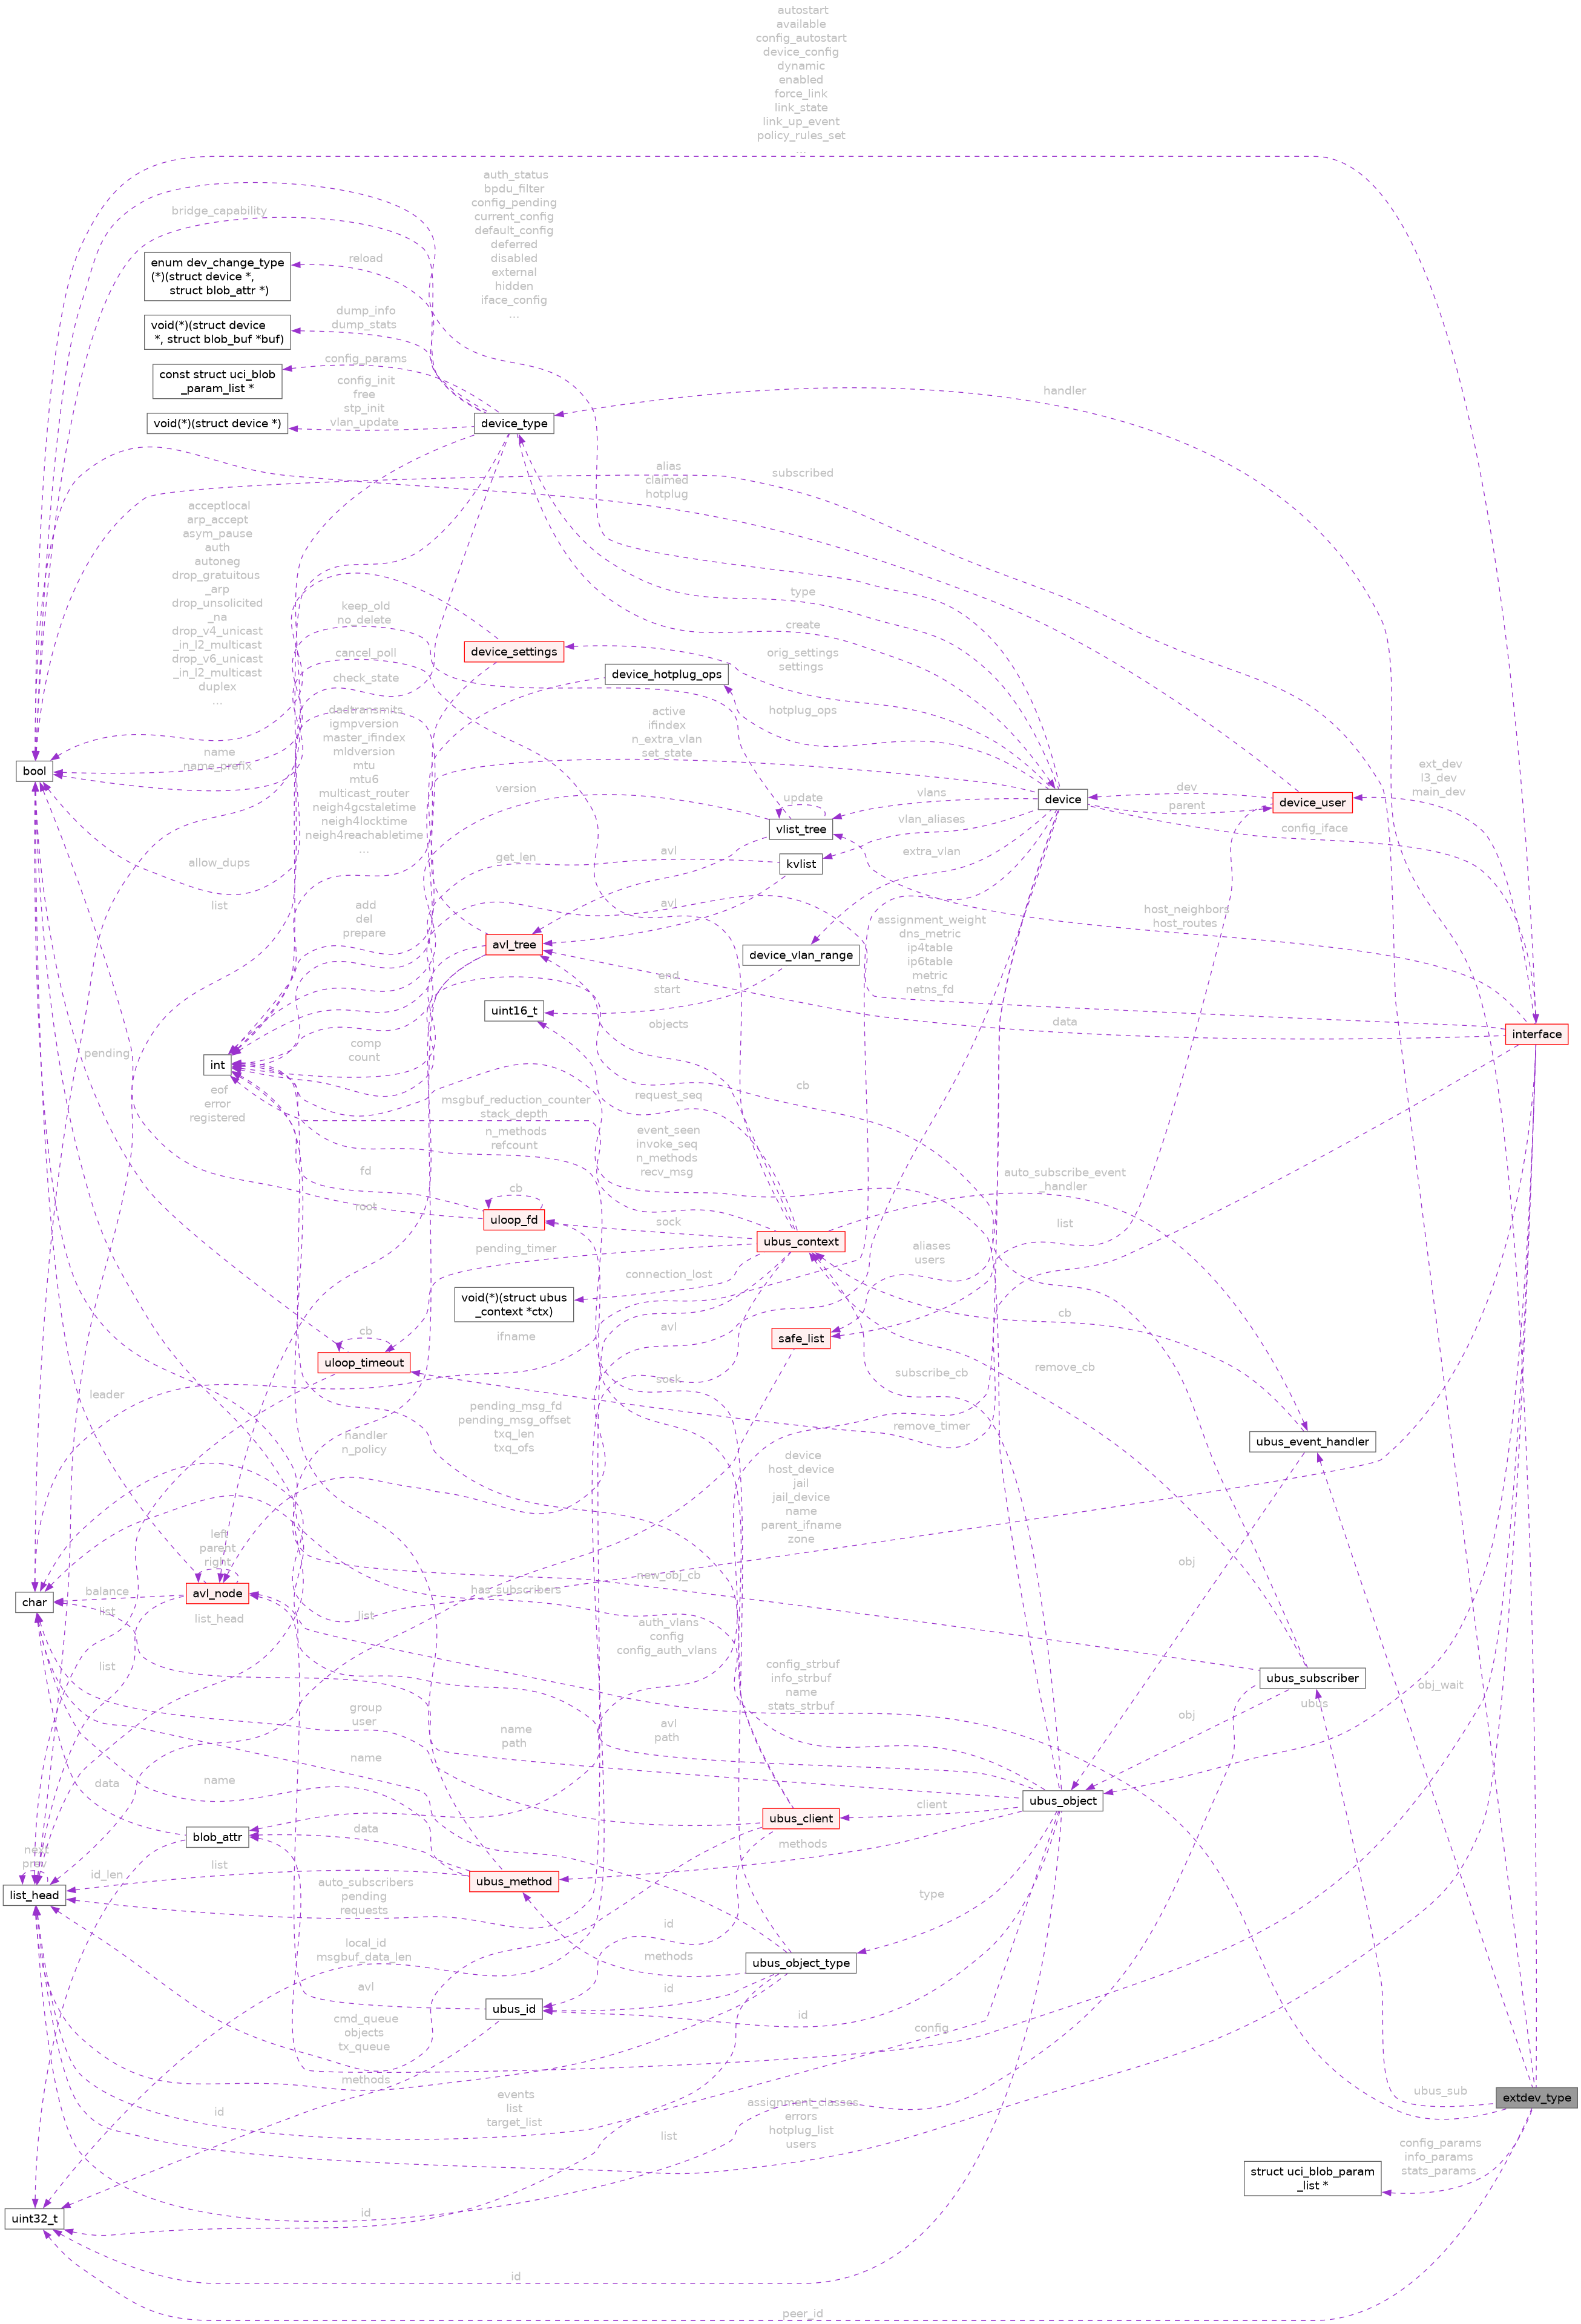 autostart
available
config_autostart
device_config
dynamic
enabled
force_link
link_state
link_up_event
policy_rules_set
...
auth_status
bpdu_filter
config_pending
current_config
default_config
deferred
disabled
external
hidden
iface_config
...
bridge_capability
enum dev_change_type
(*)(struct device *,
struct blob_attr *)
reload
void(*)(struct device
*, struct blob_buf *buf)
dump_info
dump_stats
const struct uci_blob
_param_list *
config_params
void(*)(struct device *)
config_init
free
stp_init
vlan_update
device_type
handler
alias
claimed
hotplug
subscribed
acceptlocal
arp_accept
asym_pause
auth
autoneg
drop_gratuitous
_arp
drop_unsolicited
_na
drop_v4_unicast
_in_l2_multicast
drop_v6_unicast
_in_l2_multicast
duplex
...
type
create
keep_old
no_delete
device_settings
orig_settings
settings
cancel_poll
check_state
device_hotplug_ops
hotplug_ops
dadtransmits
igmpversion
master_ifindex
mldversion
mtu
mtu6
multicast_router
neigh4gcstaletime
neigh4locktime
neigh4reachabletime
...
active
ifindex
n_extra_vlan
set_state
name
name_prefix
bool
version
update
vlist_tree
vlans
device
dev
parent
device_user
ext_dev
l3_dev
main_dev
vlan_aliases
config_iface
allow_dups
get_len
avl
kvlist
extra_vlan
list
add
del
prepare
avl
avl_tree
device_vlan_range
assignment_weight
dns_metric
ip4table
ip6table
metric
netns_fd
host_neighbors
host_routes
uint16_t
end
start
objects
data
interface
int
comp
count
pending
eof
error
registered
msgbuf_reduction_counter
stack_depth
request_seq
cb
n_methods
refcount
event_seen
invoke_seq
n_methods
recv_msg
auto_subscribe_event
_handler
fd
root
cb
uloop_fd
sock
ubus_context
list
aliases
users
pending_timer
connection_lost
void(*)(struct ubus
_context *ctx)
cb
uloop_timeout
ifname
avl
safe_list
cb
leader
sock
subscribe_cb
remove_cb
handler
n_policy
pending_msg_fd
pending_msg_offset
txq_len
txq_ofs
remove_timer
ubus_event_handler
device
host_device
jail
jail_device
name
parent_ifname
zone
left
parent
right
avl_node
char
balance
list
list_head
has_subscribers
list
new_obj_cb
obj
auth_vlans
config
config_auth_vlans
list
config_strbuf
info_strbuf
name
stats_strbuf
ubus_subscriber
obj
ubus
obj_wait
group
user
name
path
avl
path
name
name
data
blob_attr
data
client
ubus_client
ubus_object
methods
next
prev
list_head
id_len
list
ubus_method
auto_subscribers
pending
requests
type
id
local_id
msgbuf_data_len
methods
ubus_object_type
avl
ubus_id
id
id
cmd_queue
objects
tx_queue
config
methods
ubus_sub
extdev_type
id
events
list
target_list
list
assignment_classes
errors
hotplug_list
users
struct uci_blob_param
_list *
config_params
info_params
stats_params
uint32_t
id
id
peer_id